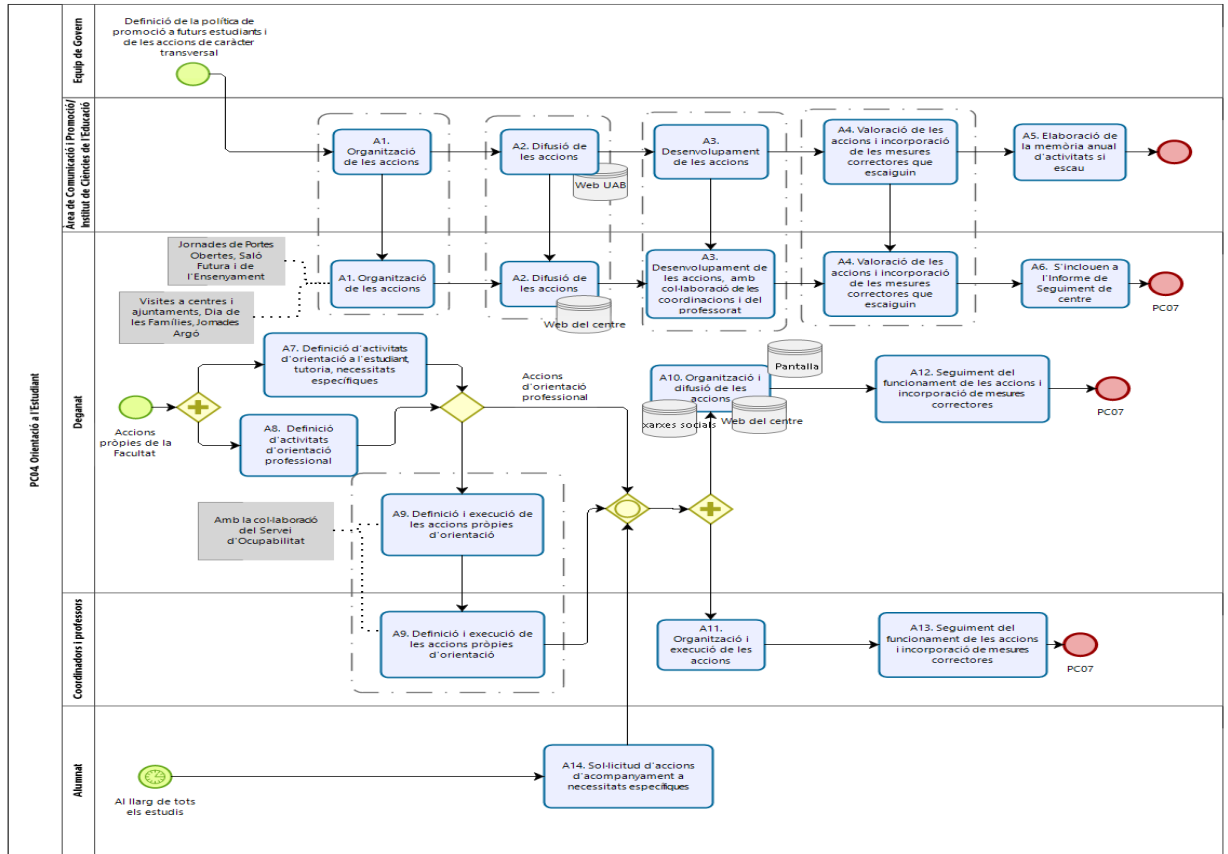 PC04. Orientació a l'Estudiant
Equip de Govern
Definició de la política de
promoció a futurs estudiants i
de les accions de caràcter
transversal
Àrea de Comunicació i Promoció/
Institut de Ciències de l'Educació
A1.
Organització
de les accions
A2. Difusió de
les accions
Web UAB
A3.
Desenvolupament
de les accions
A4. Valoració de les
accions i incorporació
de les mesures
correctores que
escaiguin
A5. Elaboració de
la memòria anual
d'activitats si
escau
Deganat
Jornades de Portes
Obertes, Saló
Futura i de
l'Ensenyament
Visites a centres i
ajuntaments, Dia de
les Famílies, Jornades
Argó
A1. Organització
de les accions
A2. Difusió de
les accions
Web del centre
A3.
Desenvolupament de
les accions, amb
col·laboració de les
coordinacions i del
professorat
A4. Valoració de les
accions i incorporació
de les mesures
correctores que
escaiguin
A6. S'inclouen a
l'Informe de
Seguiment de
centre
PC07
Accions
pròpies de la
Facultat
A7. Definició d'activitats
d'orientació a l'estudiant,
tutoria, necessitats
específiques
A8. Definició
d'activitats
d'orientació
professional
Accions
d'orientació
professional
A10. Organització i
difusió de les
accions
Pantalla
xarxes socials
Web del centre
A12. Seguiment del
funcionament de les accions i
incorporació de mesures
correctores
PC07
Amb la col·laboració
del Servei
d'Ocupabilitat
A9. Definició i execució de
les accions pròpies
d'orientació
Coordinadors i professors
A9. Definició i execució de
les accions pròpies
d'orientació
A11.
Organització i
execució de les
accions
A13. Seguiment del
funcionament de les accions
i incorporació de mesures
correctores
PC07
Alumnat
Al llarg de tots
els estudis
A14. Sol·licitud d'accions
d'acompanyament a
necessitats específiques